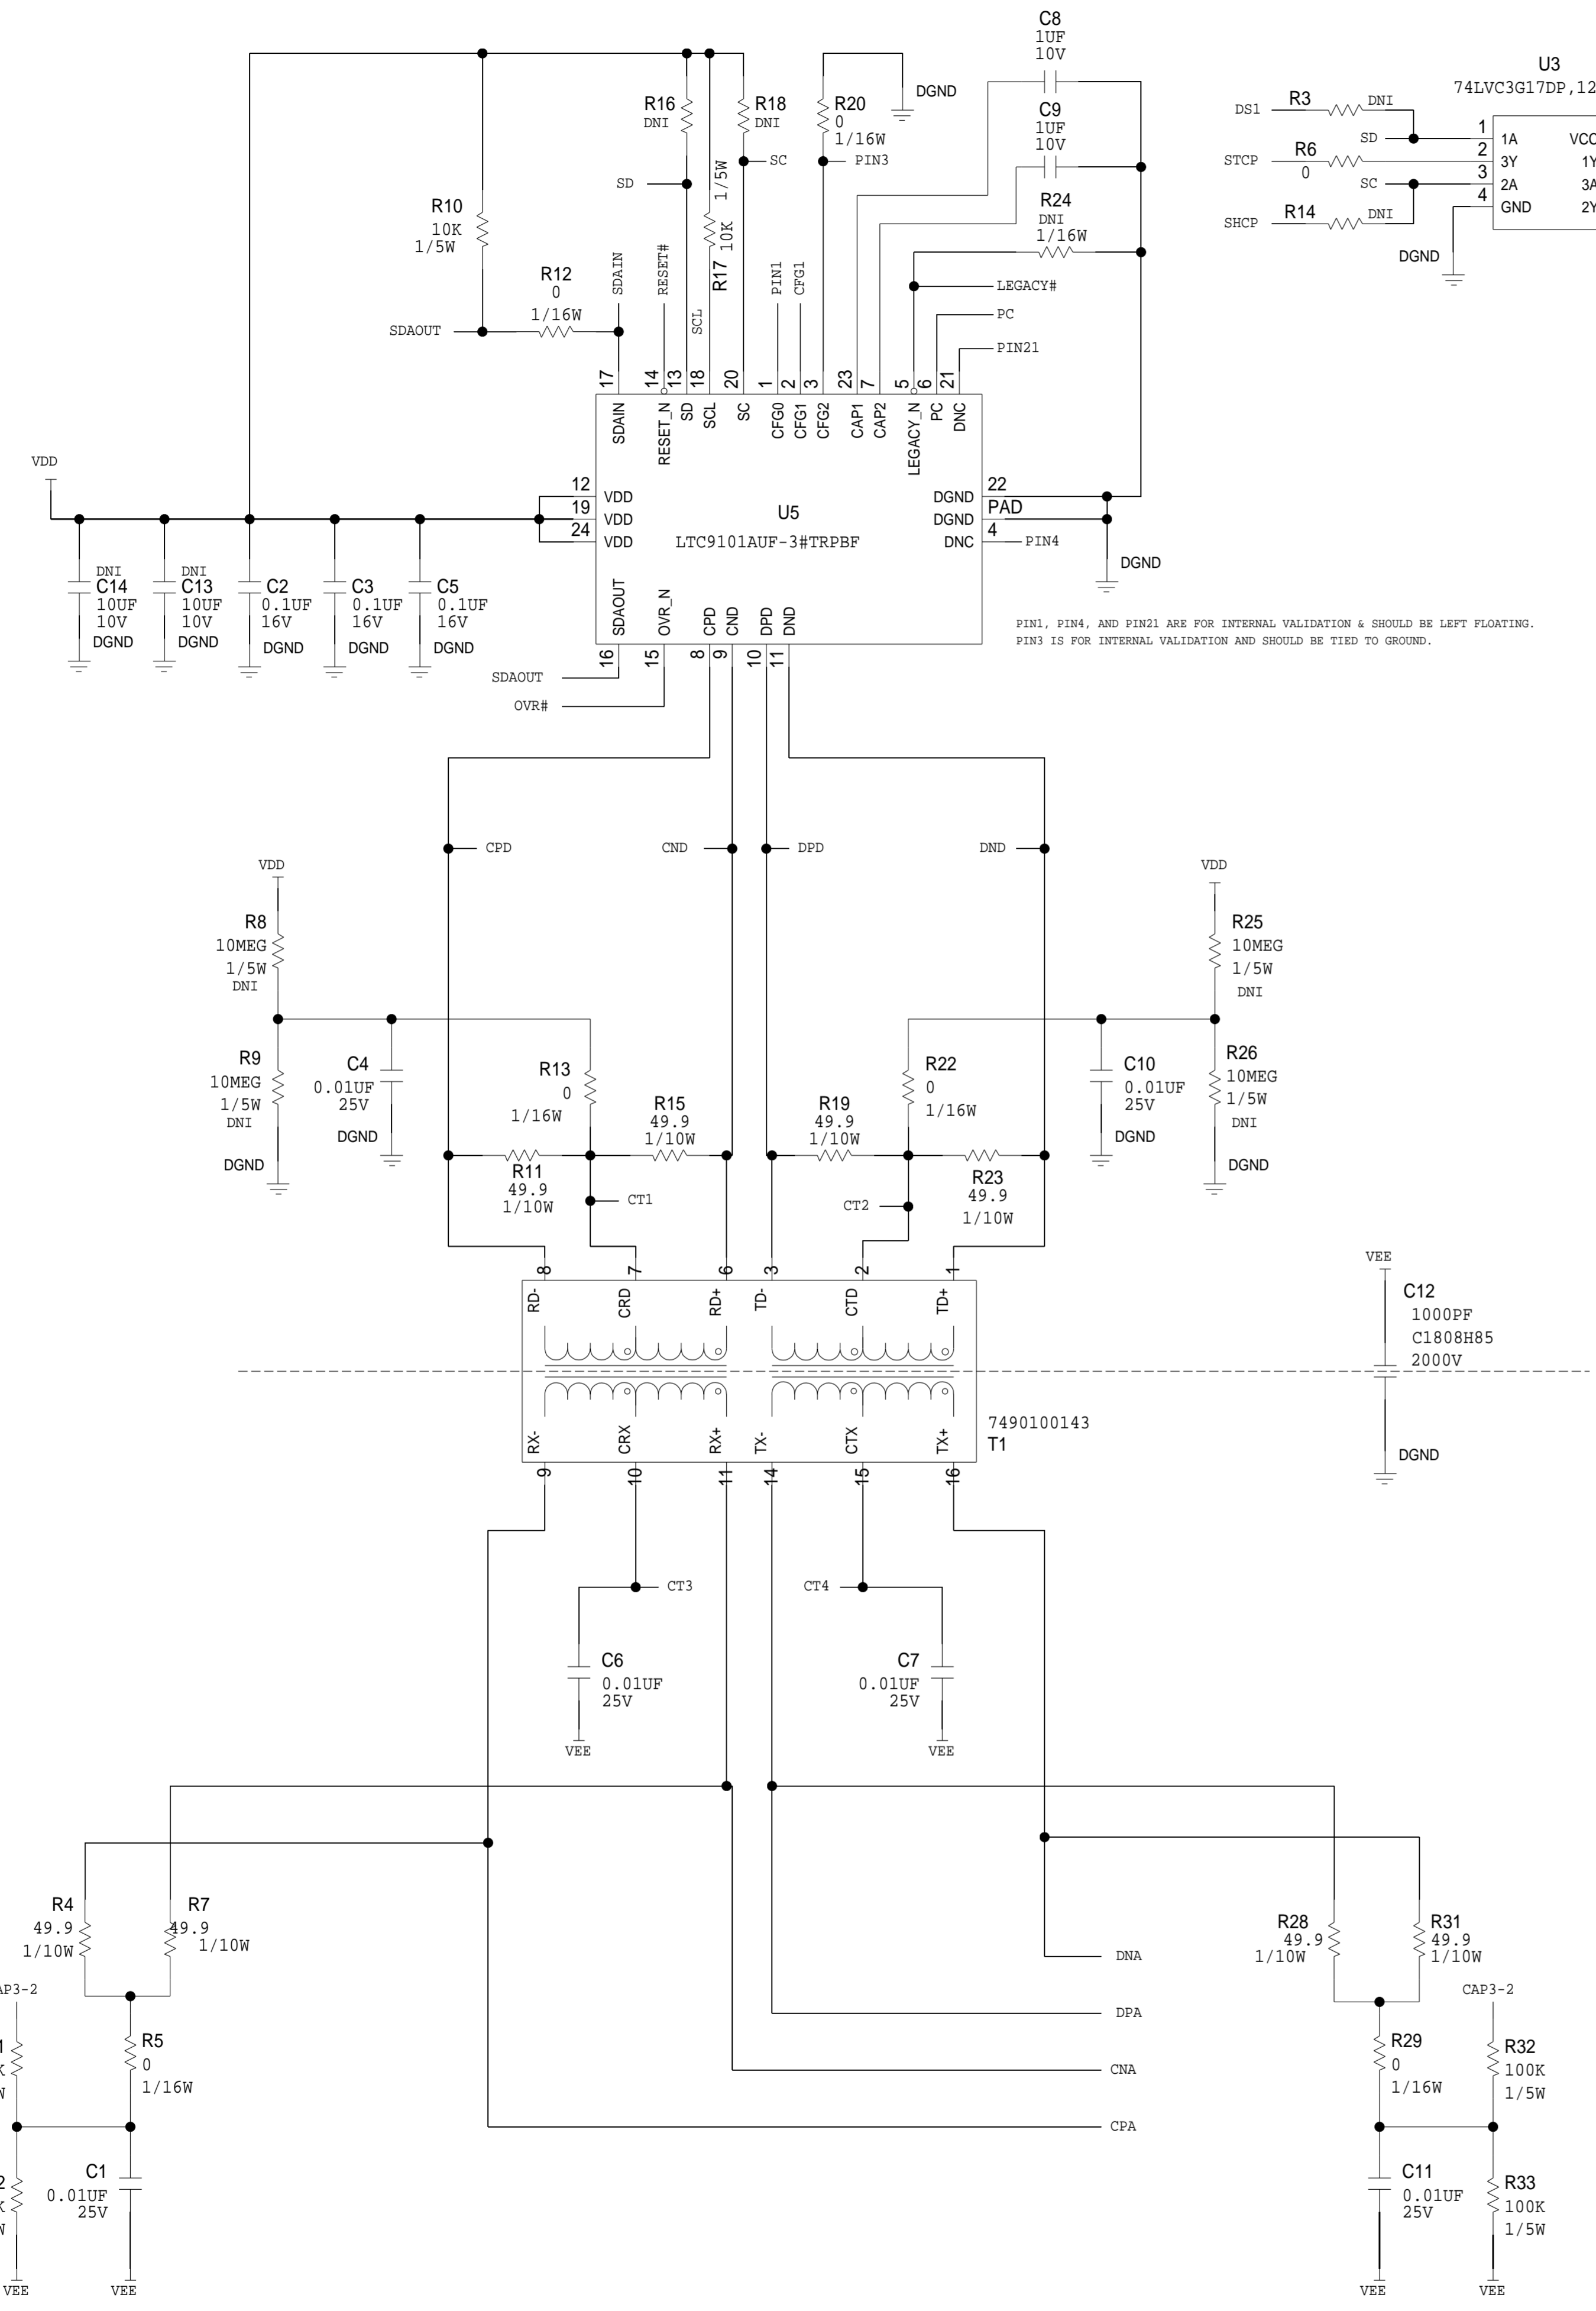 C8
1UF
10V
DGND
C9
1UF
10V
R16
DNI
R18
DNI
R20
0
1/16W
SC
PIN3
SD
1/5W
R17
10K
R24
DNI
1/16W
R10
10K
1/5W
R12
0
1/16W
SDAOUT
SDAIN
RESET#
SCL
PIN1
CFG1
LEGACY#
PC
PIN21
U3
74LVC3G17DP,12
DS1
R3
DNI
SD
STCP
R6
0
SC
SHCP
R14
DNI
1
2
3
4
1A
3Y
2A
GND
VCC
1Y
3A
2Y
DGND
17
14
13
18
20
1
2
3
23
7
5
6
21
SDAIN
RESET_N
SD
SCL
SC
CFG0
CFG1
CFG2
CAP1
CAP2
LEGACY_N
PC
DNC
VDD
12
19
24
VDD
VDD
VDD
U5
LTC9101AUF-3#TRPBF
DGND
DGND
DNC
22
PAD
4
PIN4
DGND
DNI
C14
10UF
10V
DGND
DNI
C13
10UF
10V
DGND
C2
0.1UF
16V
DGND
C3
0.1UF
16V
DGND
C5
0.1UF
16V
DGND
SDAOUT
OVR_N
CPD
CND
DPD
DND
16
15
8
9
10
11
SDAOUT
OVR#
PIN1, PIN4, AND PIN21 ARE FOR INTERNAL VALIDATION & SHOULD BE LEFT FLOATING.
PIN3 IS FOR INTERNAL VALIDATION AND SHOULD BE TIED TO GROUND.
CPD
CND
DPD
DND
VDD
R8
10MEG
1/5W
DNI
R9
10MEG
1/5W
DNI
DGND
C4
0.01UF
25V
DGND
R13
0
1/16W
R15
49.9
1/10W
R11
49.9
1/10W
CT1
R19
49.9
1/10W
R22
0
1/16W
R23
49.9
1/10W
CT2
C10
0.01UF
25V
DGND
VDD
R25
10MEG
1/5W
DNI
R26
10MEG
1/5W
DNI
DGND
8
7
6
3
2
1
RD-
CRD
RD+
TD-
CTD
TD+
RX-
CRX
RX+
TX-
CTX
TX+
9
10
11
14
15
16
7490100143
T1
VEE
C12
1000PF
C1808H85
2000V
DGND
CT3
CT4
C6
0.01UF
25V
VEE
C7
0.01UF
25V
VEE
R4
49.9
1/10W
R7
49.9
1/10W
R5
0
1/16W
C1
0.01UF
25V
VEE
VEE
DNA
DPA
CNA
CPA
R28
49.9
1/10W
R31
49.9
1/10W
CAP3-2
R29
0
1/16W
R32
100K
1/5W
C11
0.01UF
25V
R33
100K
1/5W
VEE
VEE